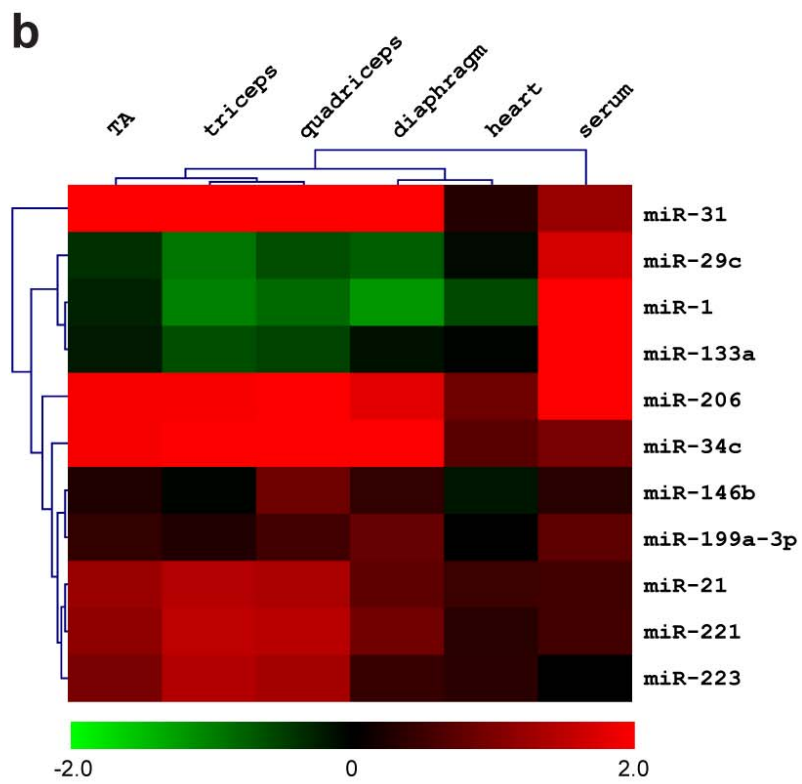 b
TA
triceps
quadriceps
diaphragm
heart
serum
miR-31
miR-29c
miR-1
miR-133a
miR-206
miR-34c
miR-146b
miR-199a-3p
miR-21
miR-221
miR-223
-2.0 0 2.0